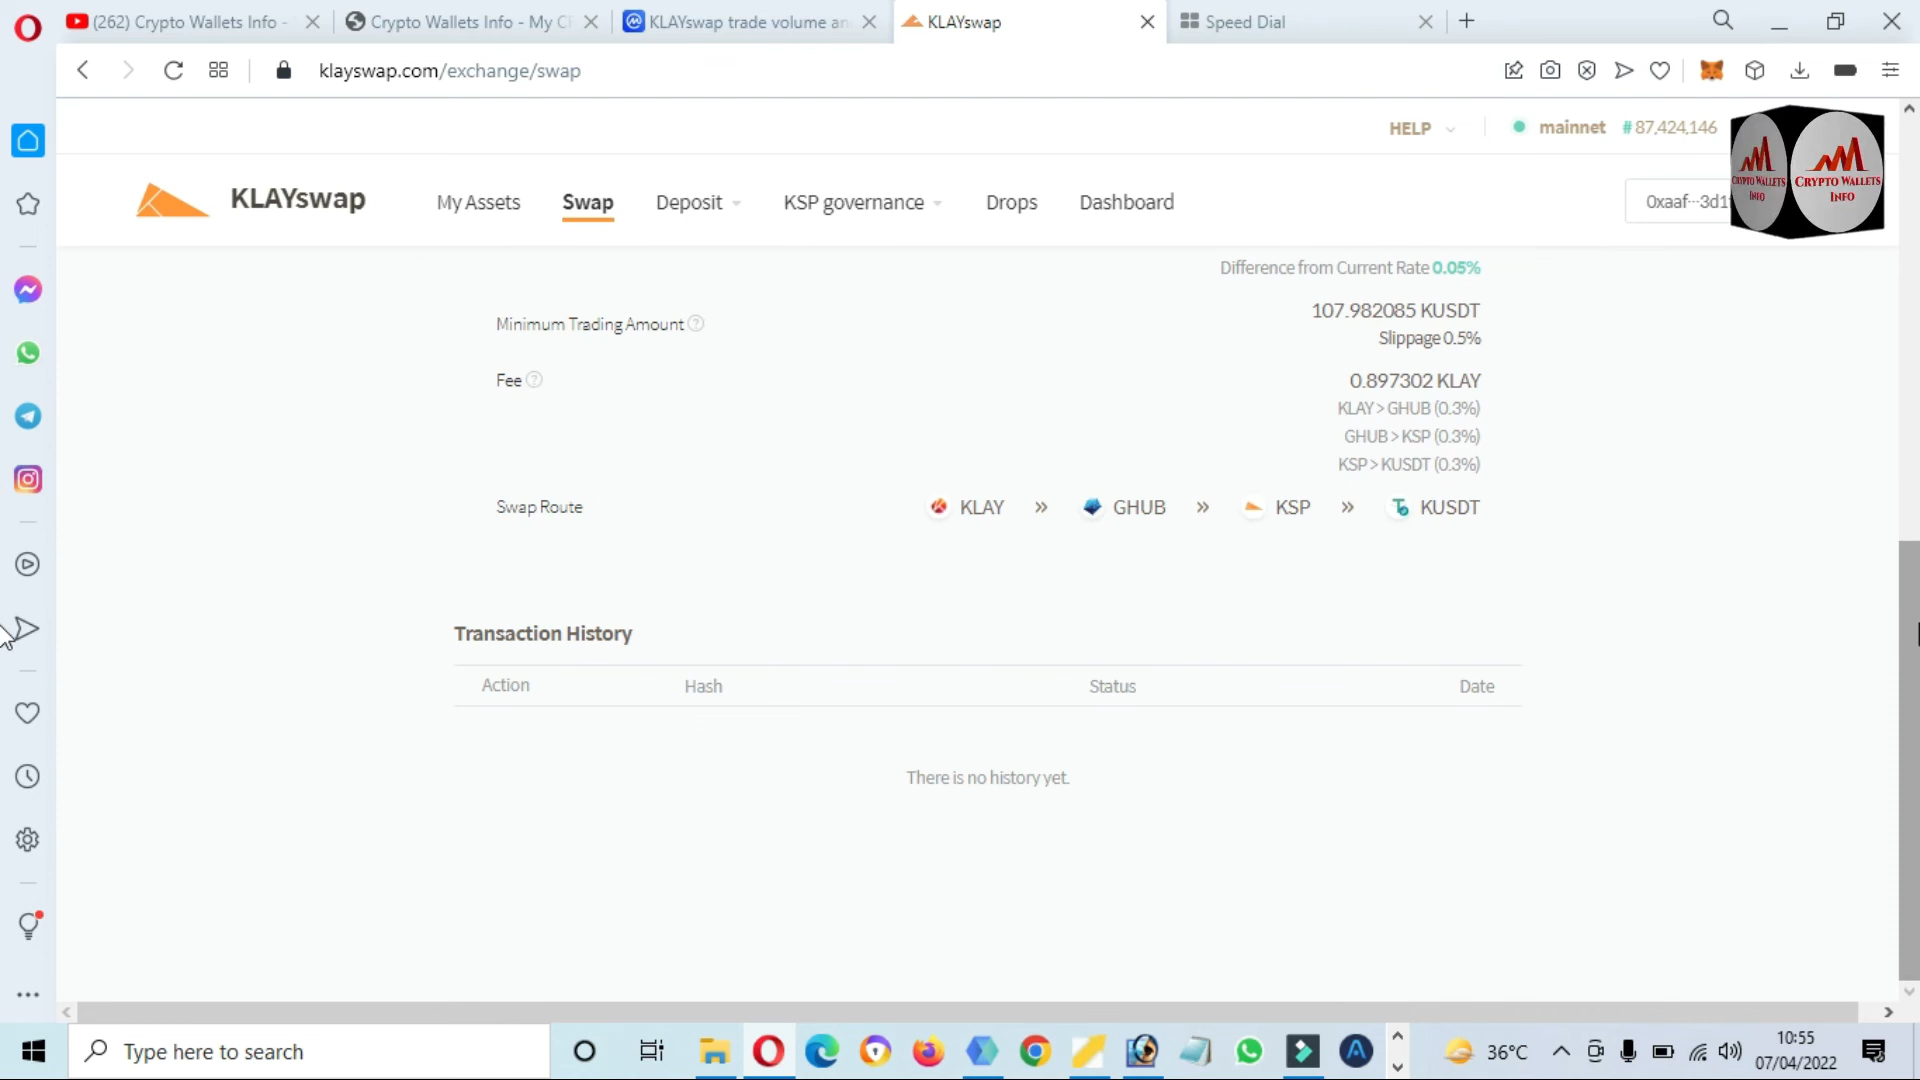 (262) Crypto Wallets Info -
Crypto Wallets Info - My C
KLAYswap trade volume an
KLAYswap
Speed Dial
klayswap.com/exchange/swap
HELP
mainnet
#87,424,146
KLAYswap
My Assets
Swap
Deposit
KSP governance
Drops
Dashboard
0xaaf···3d1
CRYPTO WALLETS
INFO
CRYPTO WALLETS
INFO
Difference from Current Rate 0.05%
Minimum Trading Amount ?
107.982085 KUSDT
Slippage 0.5%
Fee ?
0.897302 KLAY
KLAY > GHUB (0.3%)
GHUB > KSP (0.3%)
KSP > KUSDT (0.3%)
Swap Route
KLAY » GHUB » KSP » KUSDT
Transaction History
Action
Hash
Status
Date
There is no history yet.
Type here to search
36°C
10:55
07/04/2022